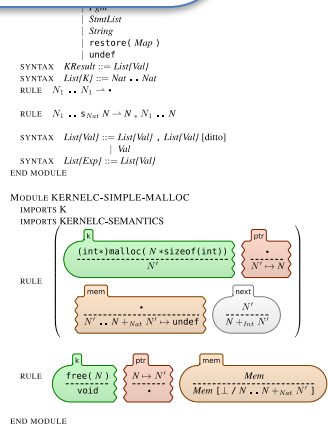 | Pgm
| StmtList
| String
| restore( Map )
| undef
SYNTAX KResult ::= List{Val}
SYNTAX List{K} ::= Nat .. Nat
RULE N₁ .. N₁ ⇀ •
RULE N₁ .. s_Nat N ⇀ N , N₁ .. N
SYNTAX List{Val} ::= List{Val} , List{Val} [ditto]
| Val
SYNTAX List{Exp} ::= List{Val}
END MODULE
MODULE KERNELC-SIMPLE-MALLOC
IMPORTS K
IMPORTS KERNELC-SEMANTICS
RULE
k
(int*)malloc( N *sizeof(int))
N′
ptr
•
N′ ↦ N
mem
•
N′ .. N +_Nat N′ ↦ undef
next
N′
N +_Int N′
RULE
k
free( N )
void
ptr
N ↦ N′
•
mem
Mem
Mem [⊥ / N .. N +_Nat N′ ]
END MODULE